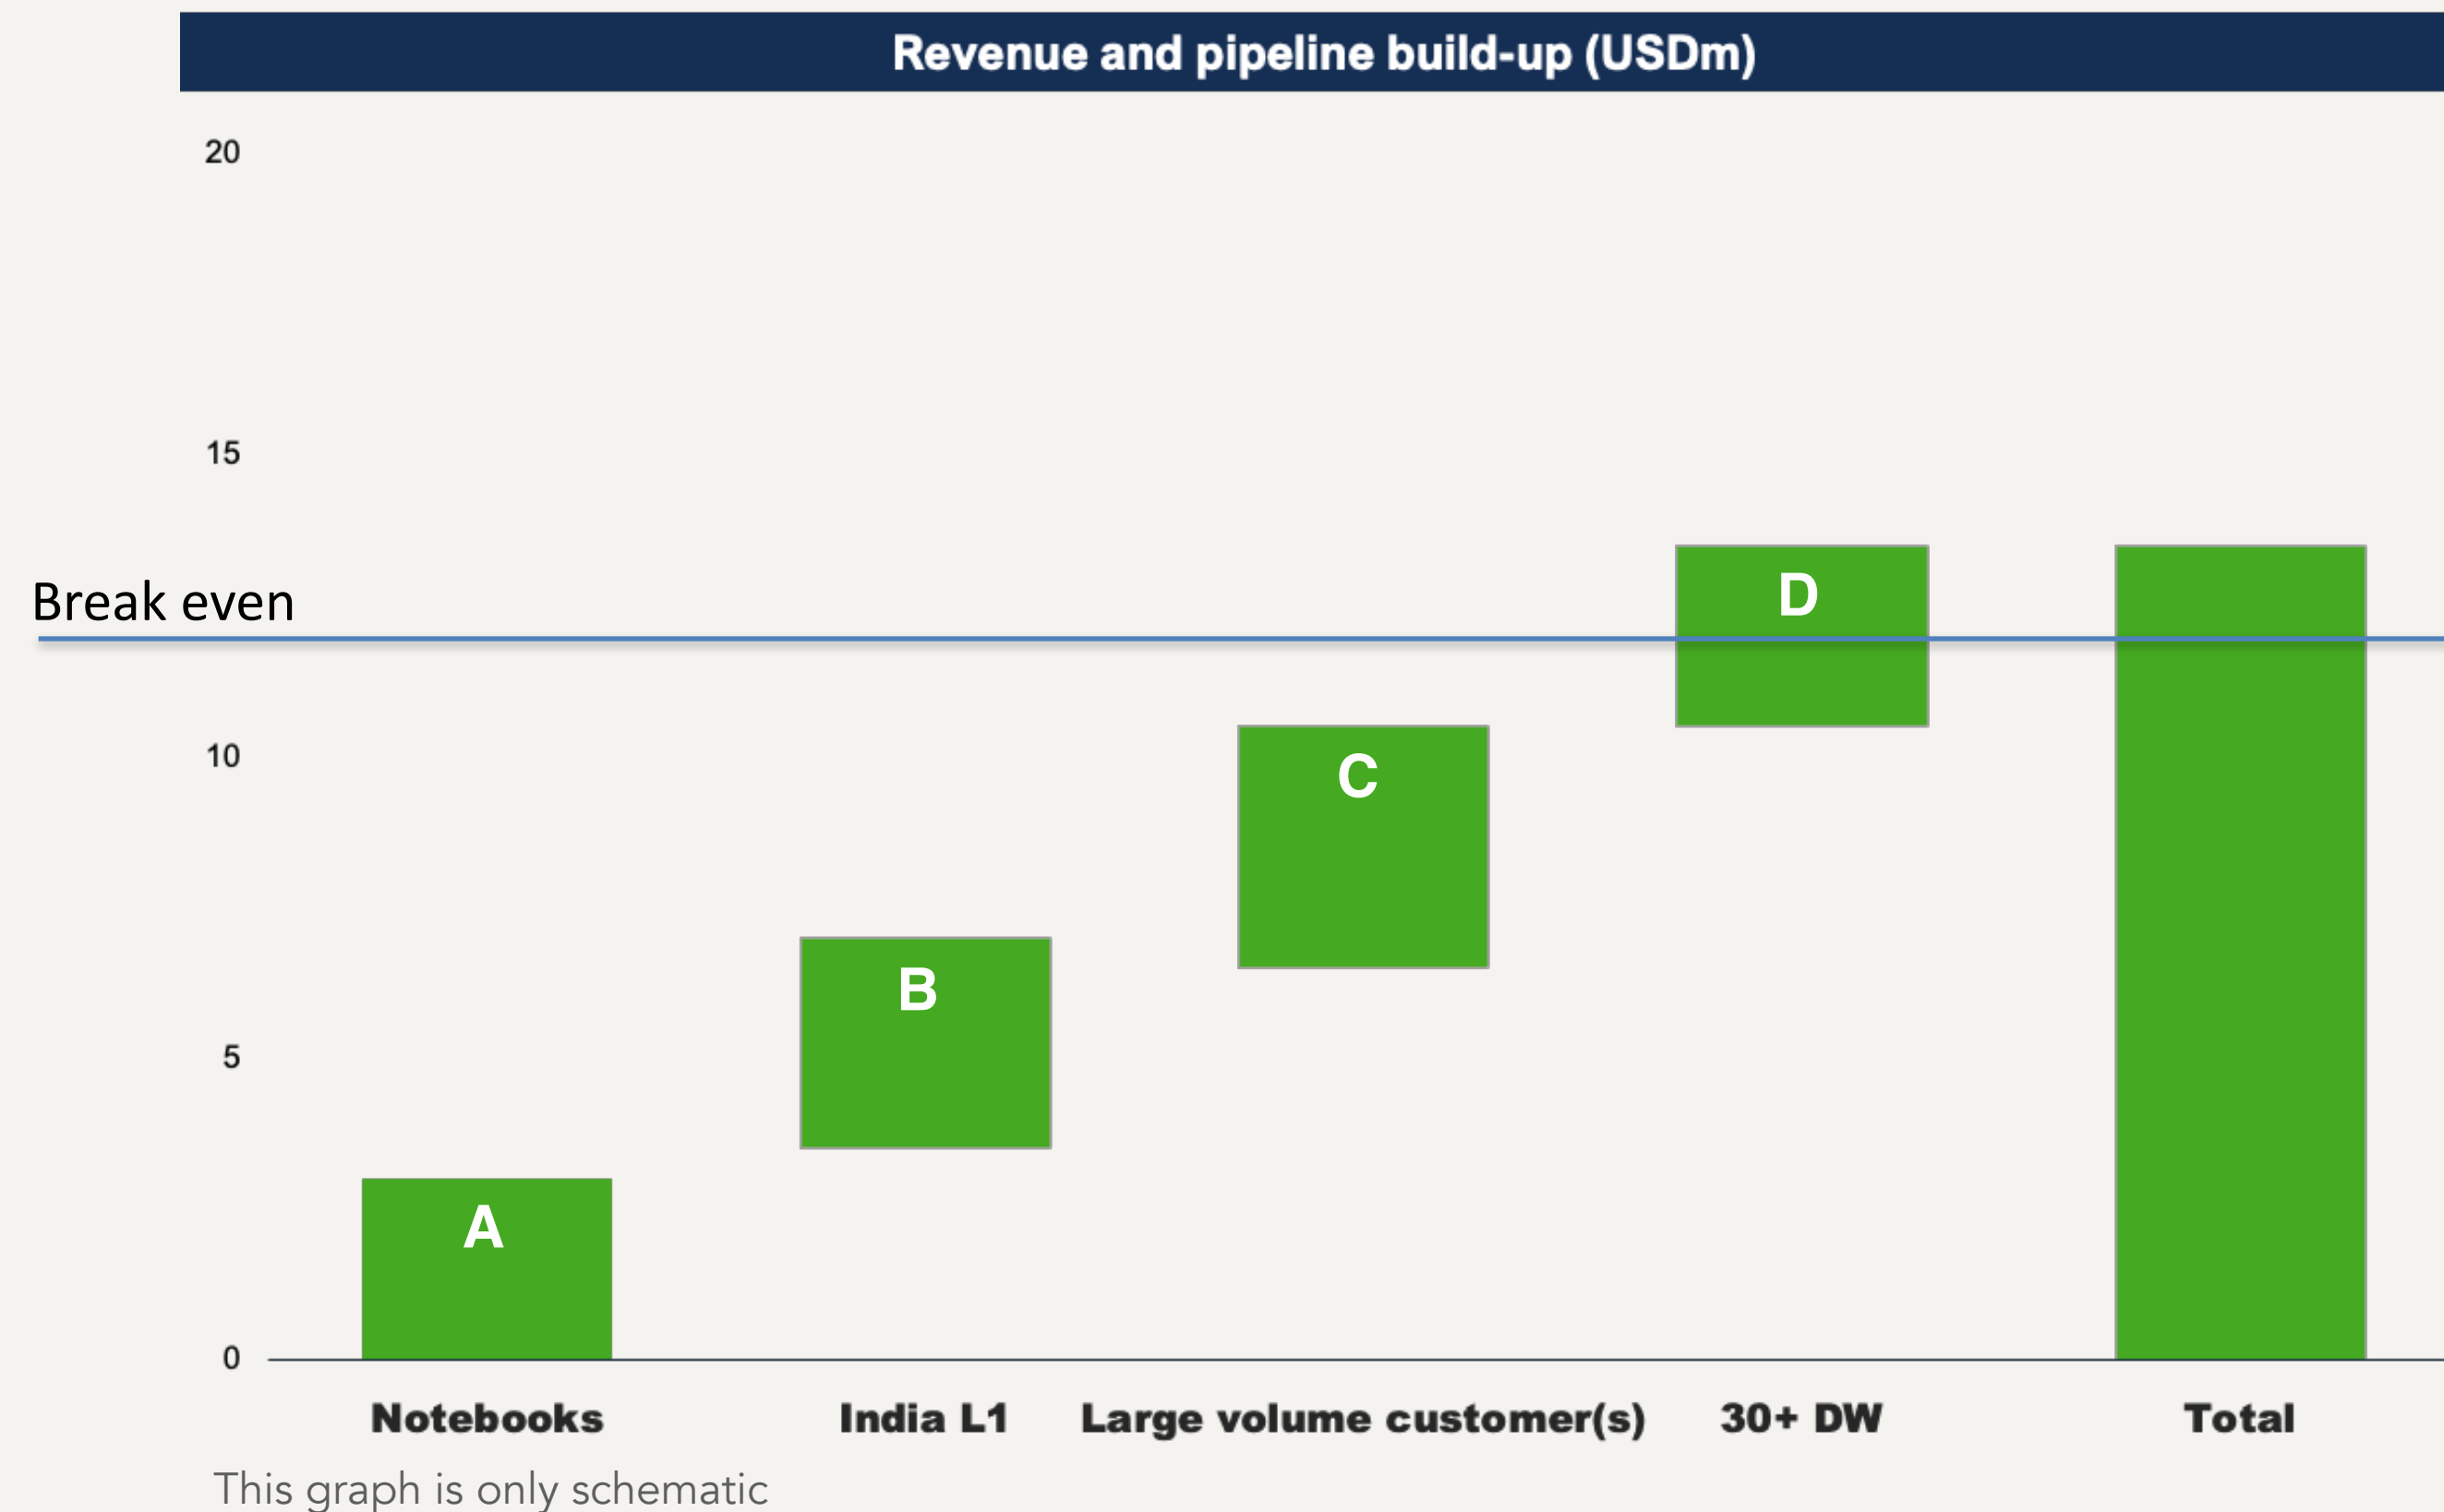 Revenue and pipeline build-up (USDm)
20
15
Break even
D
10
C
B
5
A
0
Notebooks
India L1
Large volume customer(s)
30+ DW
Total
This graph is only schematic